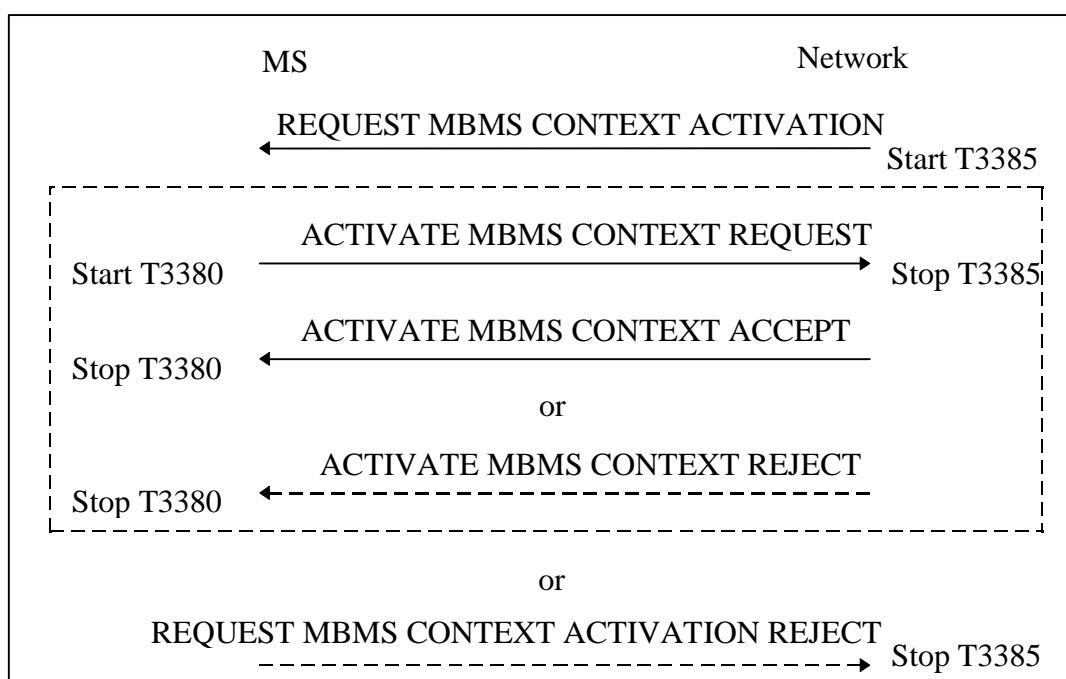 MS
Network
REQUEST MBMS CONTEXT ACTIVATION
Start T3385
ACTIVATE MBMS CONTEXT REQUEST
Start T3380
Stop T3385
ACTIVATE MBMS CONTEXT ACCEPT
Stop T3380
or
ACTIVATE MBMS CONTEXT REJECT
Stop T3380
or
REQUEST MBMS CONTEXT ACTIVATION REJECT
Stop T3385